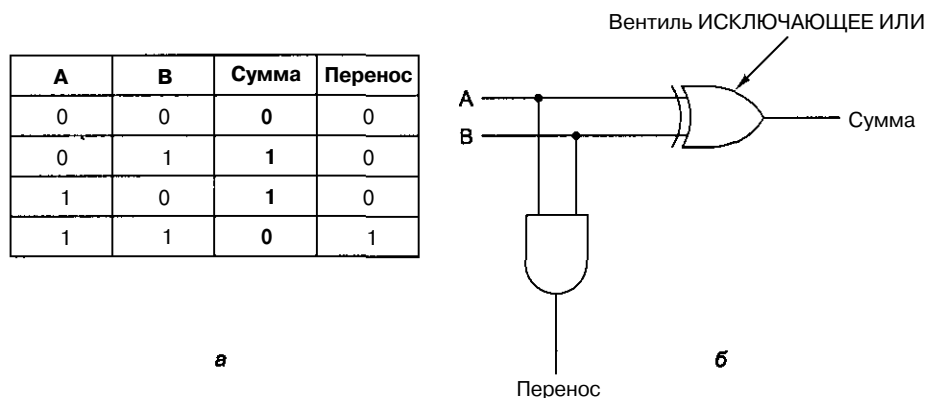 Вентиль ИСКЛЮЧАЮЩЕЕ ИЛИ
A B Сумма Перенос
0 0 0 0
0 1 1 0
1 0 1 0
1 1 0 1
A
B
Сумма
Перенос
а
б